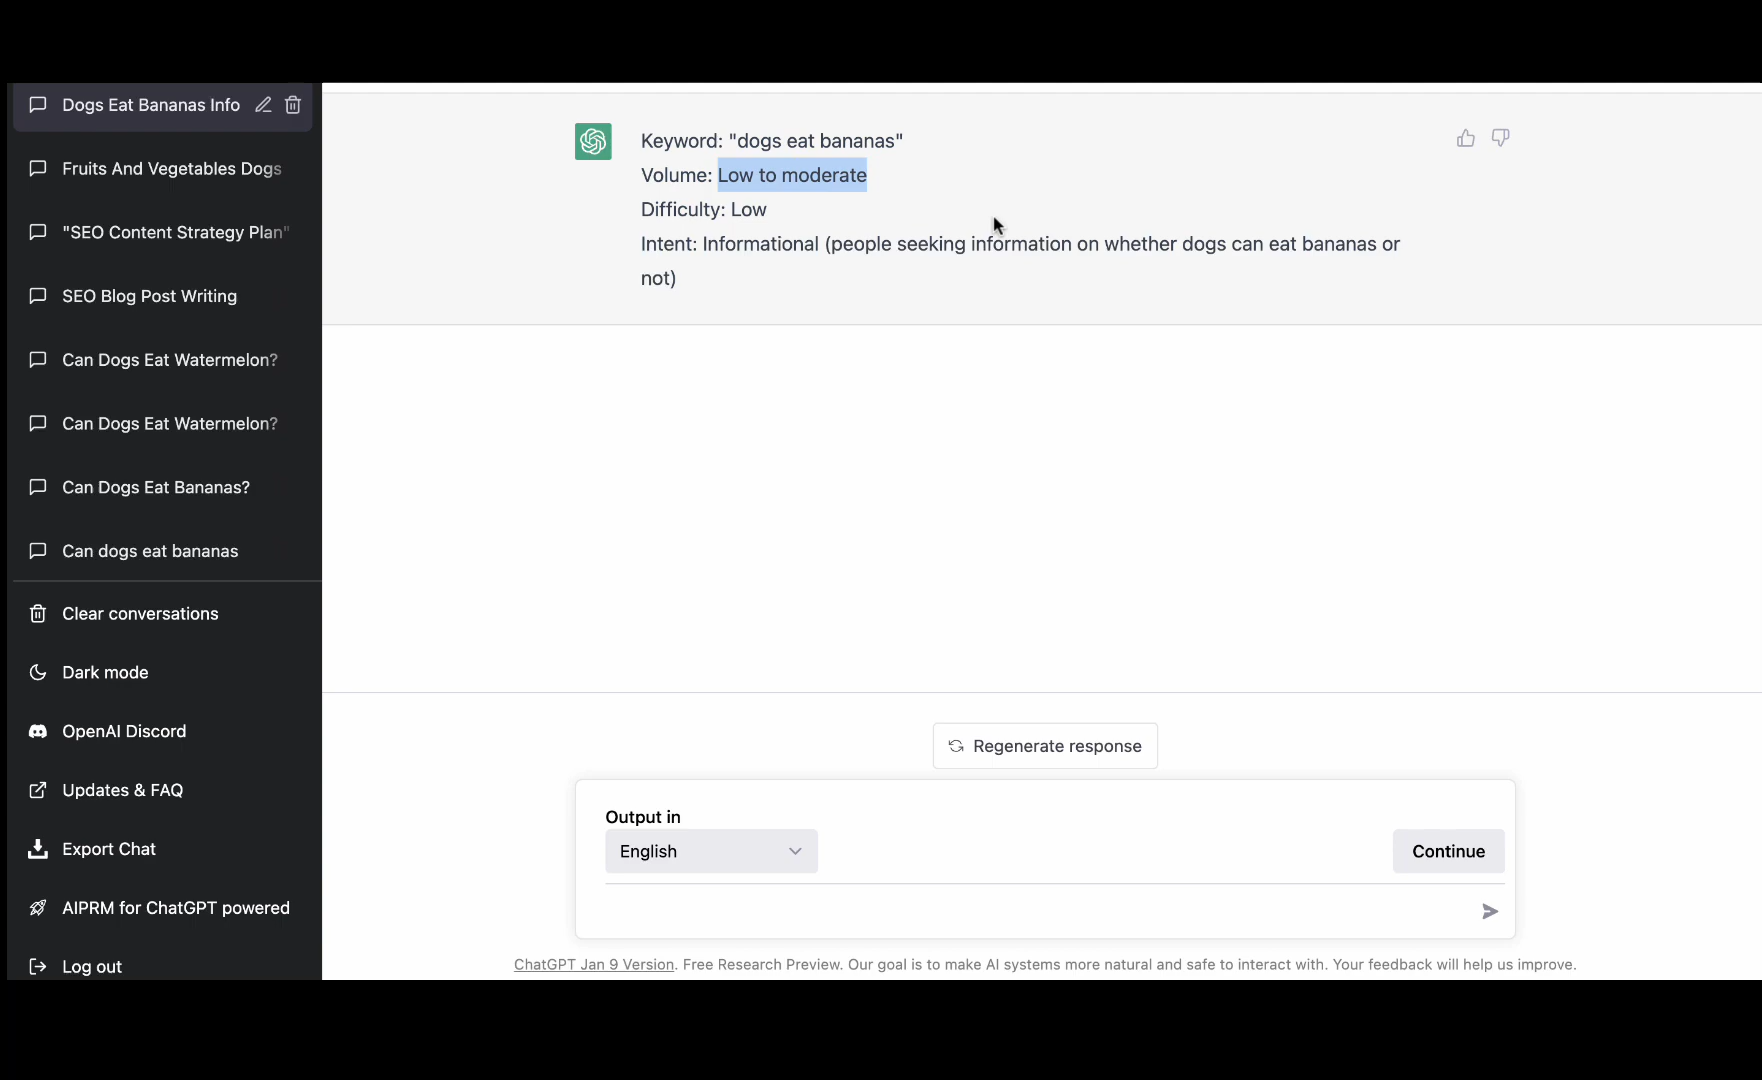 Dogs Eat Bananas Info
Fruits And Vegetables Dogs
"SEO Content Strategy Plan"
SEO Blog Post Writing
Can Dogs Eat Watermelon?
Can Dogs Eat Watermelon?
Can Dogs Eat Bananas?
Can dogs eat bananas
Clear conversations
Dark mode
OpenAI Discord
Updates & FAQ
Export Chat
AIPRM for ChatGPT powered
Log out
Keyword: "dogs eat bananas"
Volume: Low to moderate
Difficulty: Low
Intent: Informational (people seeking information on whether dogs can eat bananas or
not)
Regenerate response
Output in
English
Continue
ChatGPT Jan 9 Version. Free Research Preview. Our goal is to make AI systems more natural and safe to interact with. Your feedback will help us improve.